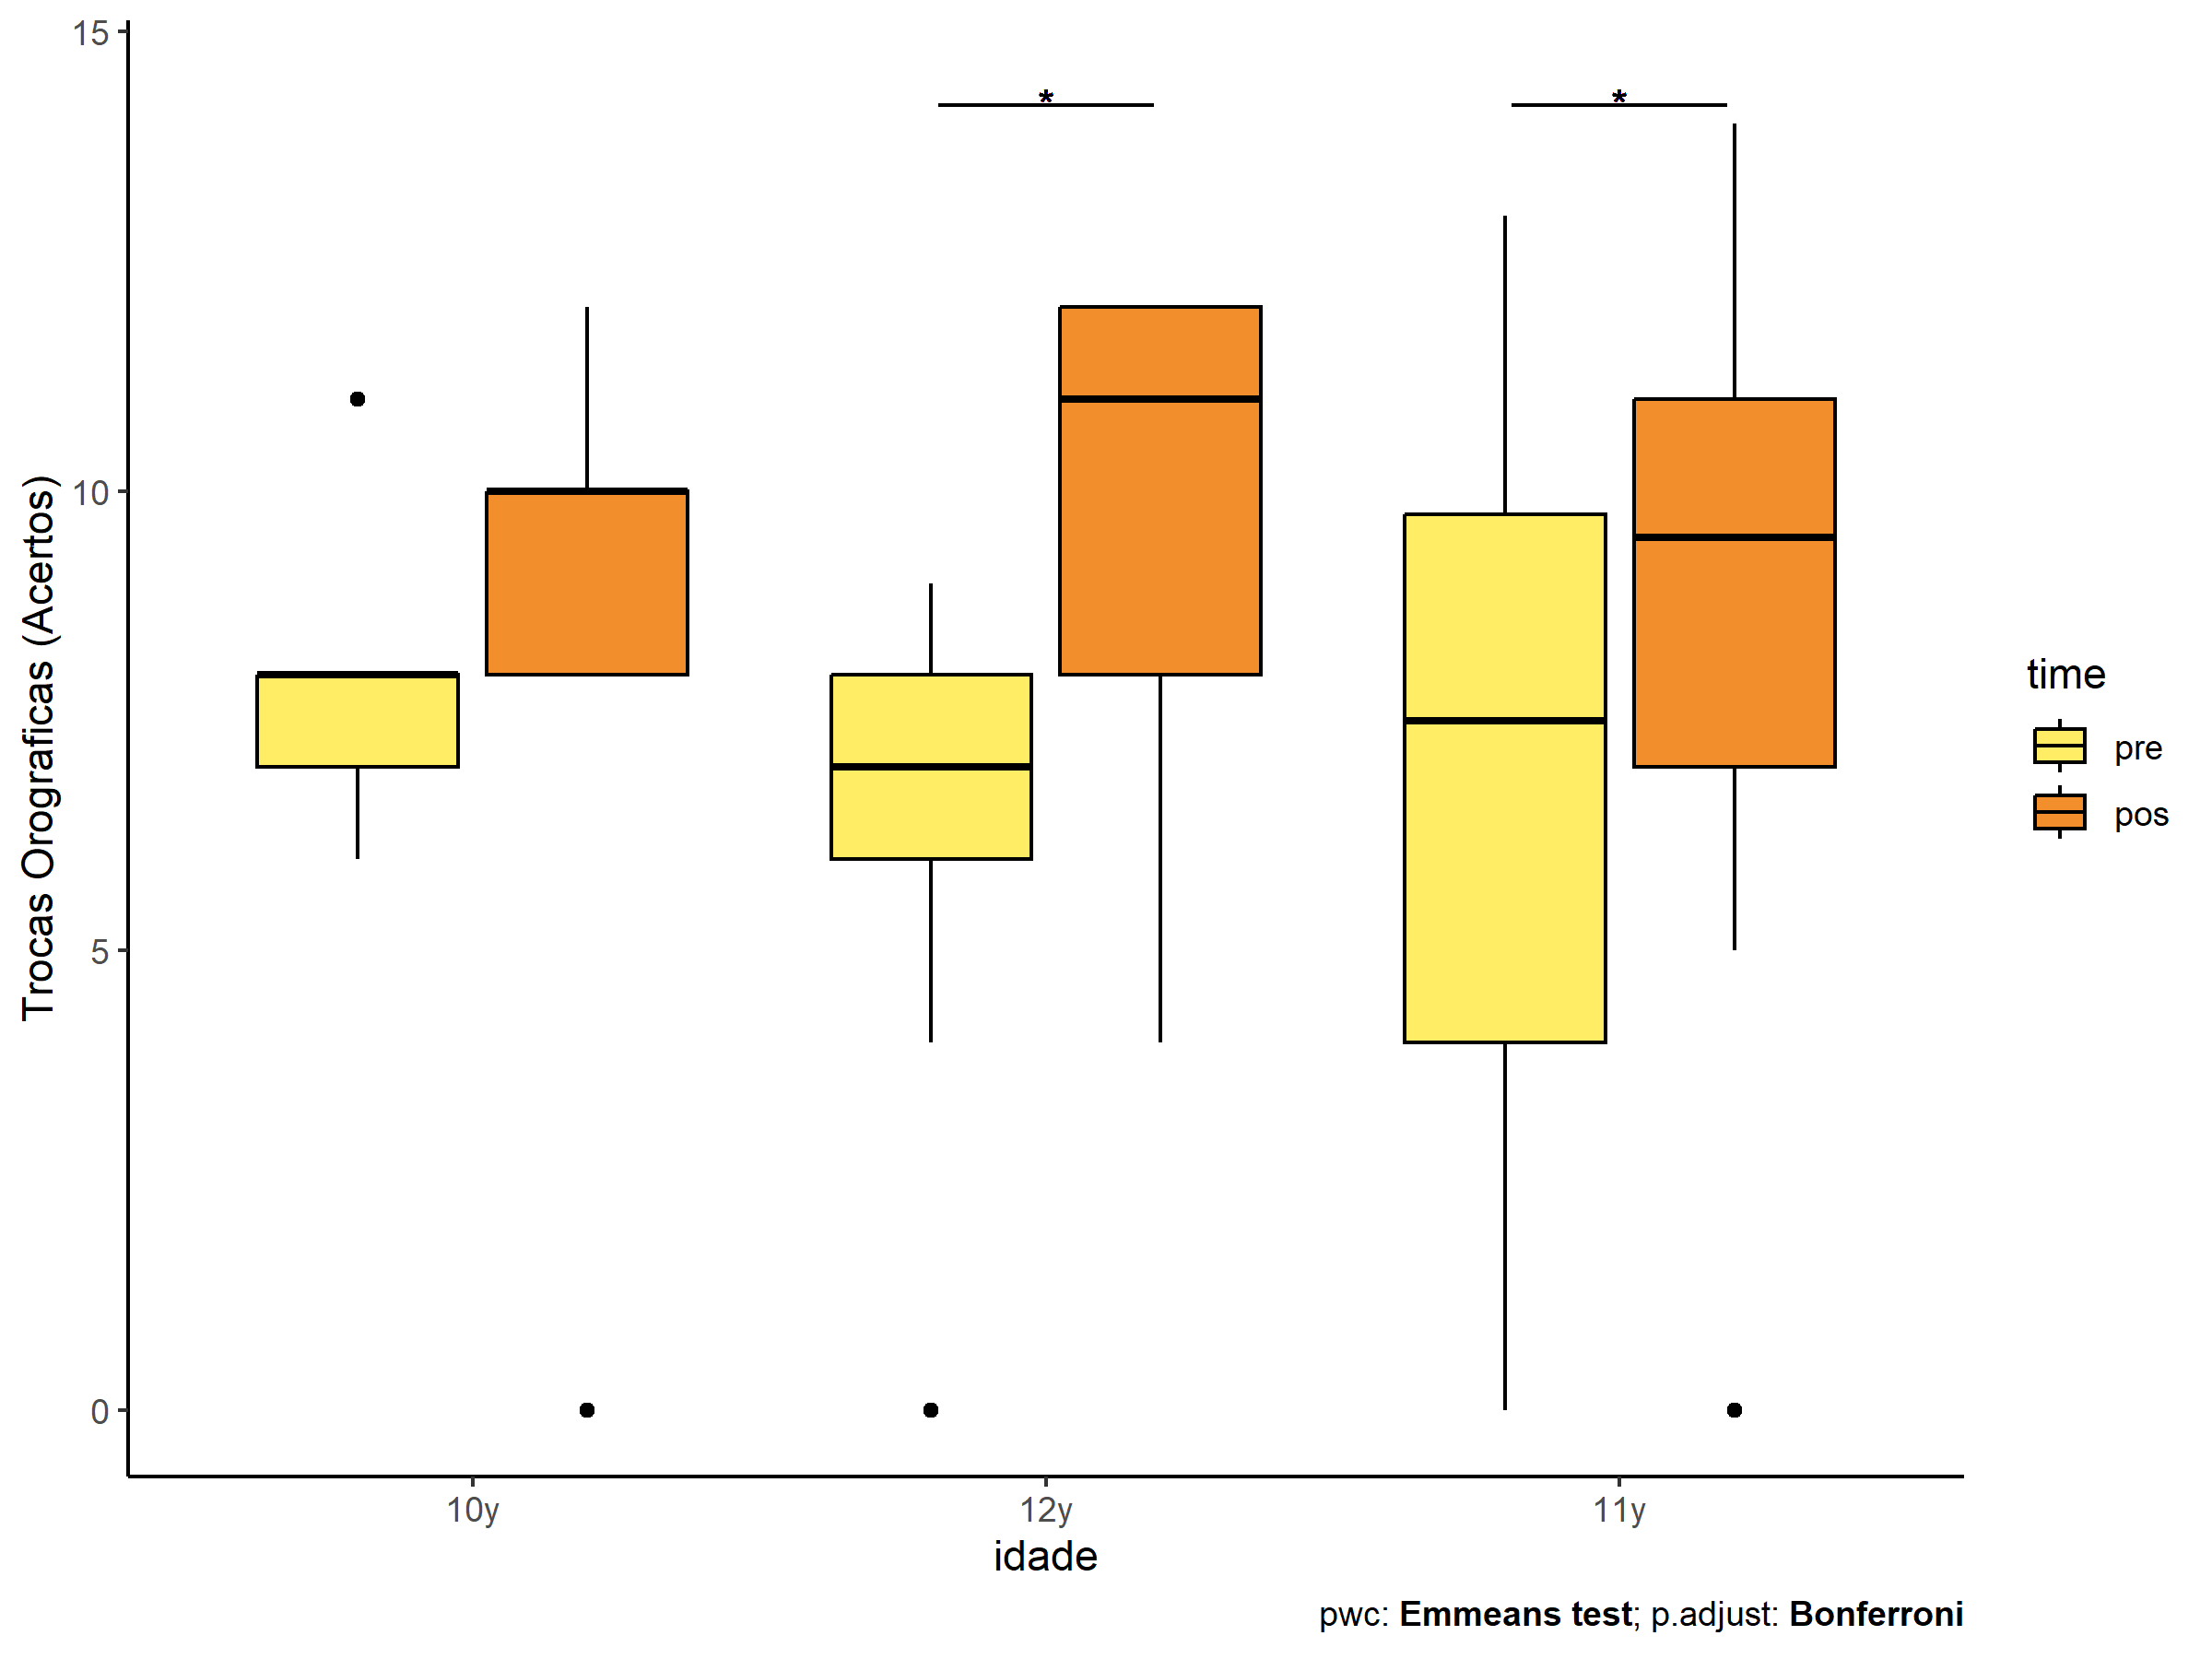 Trocas Orograficas (Acertos)
15
10
5
0
*
*
10y
12y
11y
idade
time
pre
pos
pwc: Emmeans test; p.adjust: Bonferroni